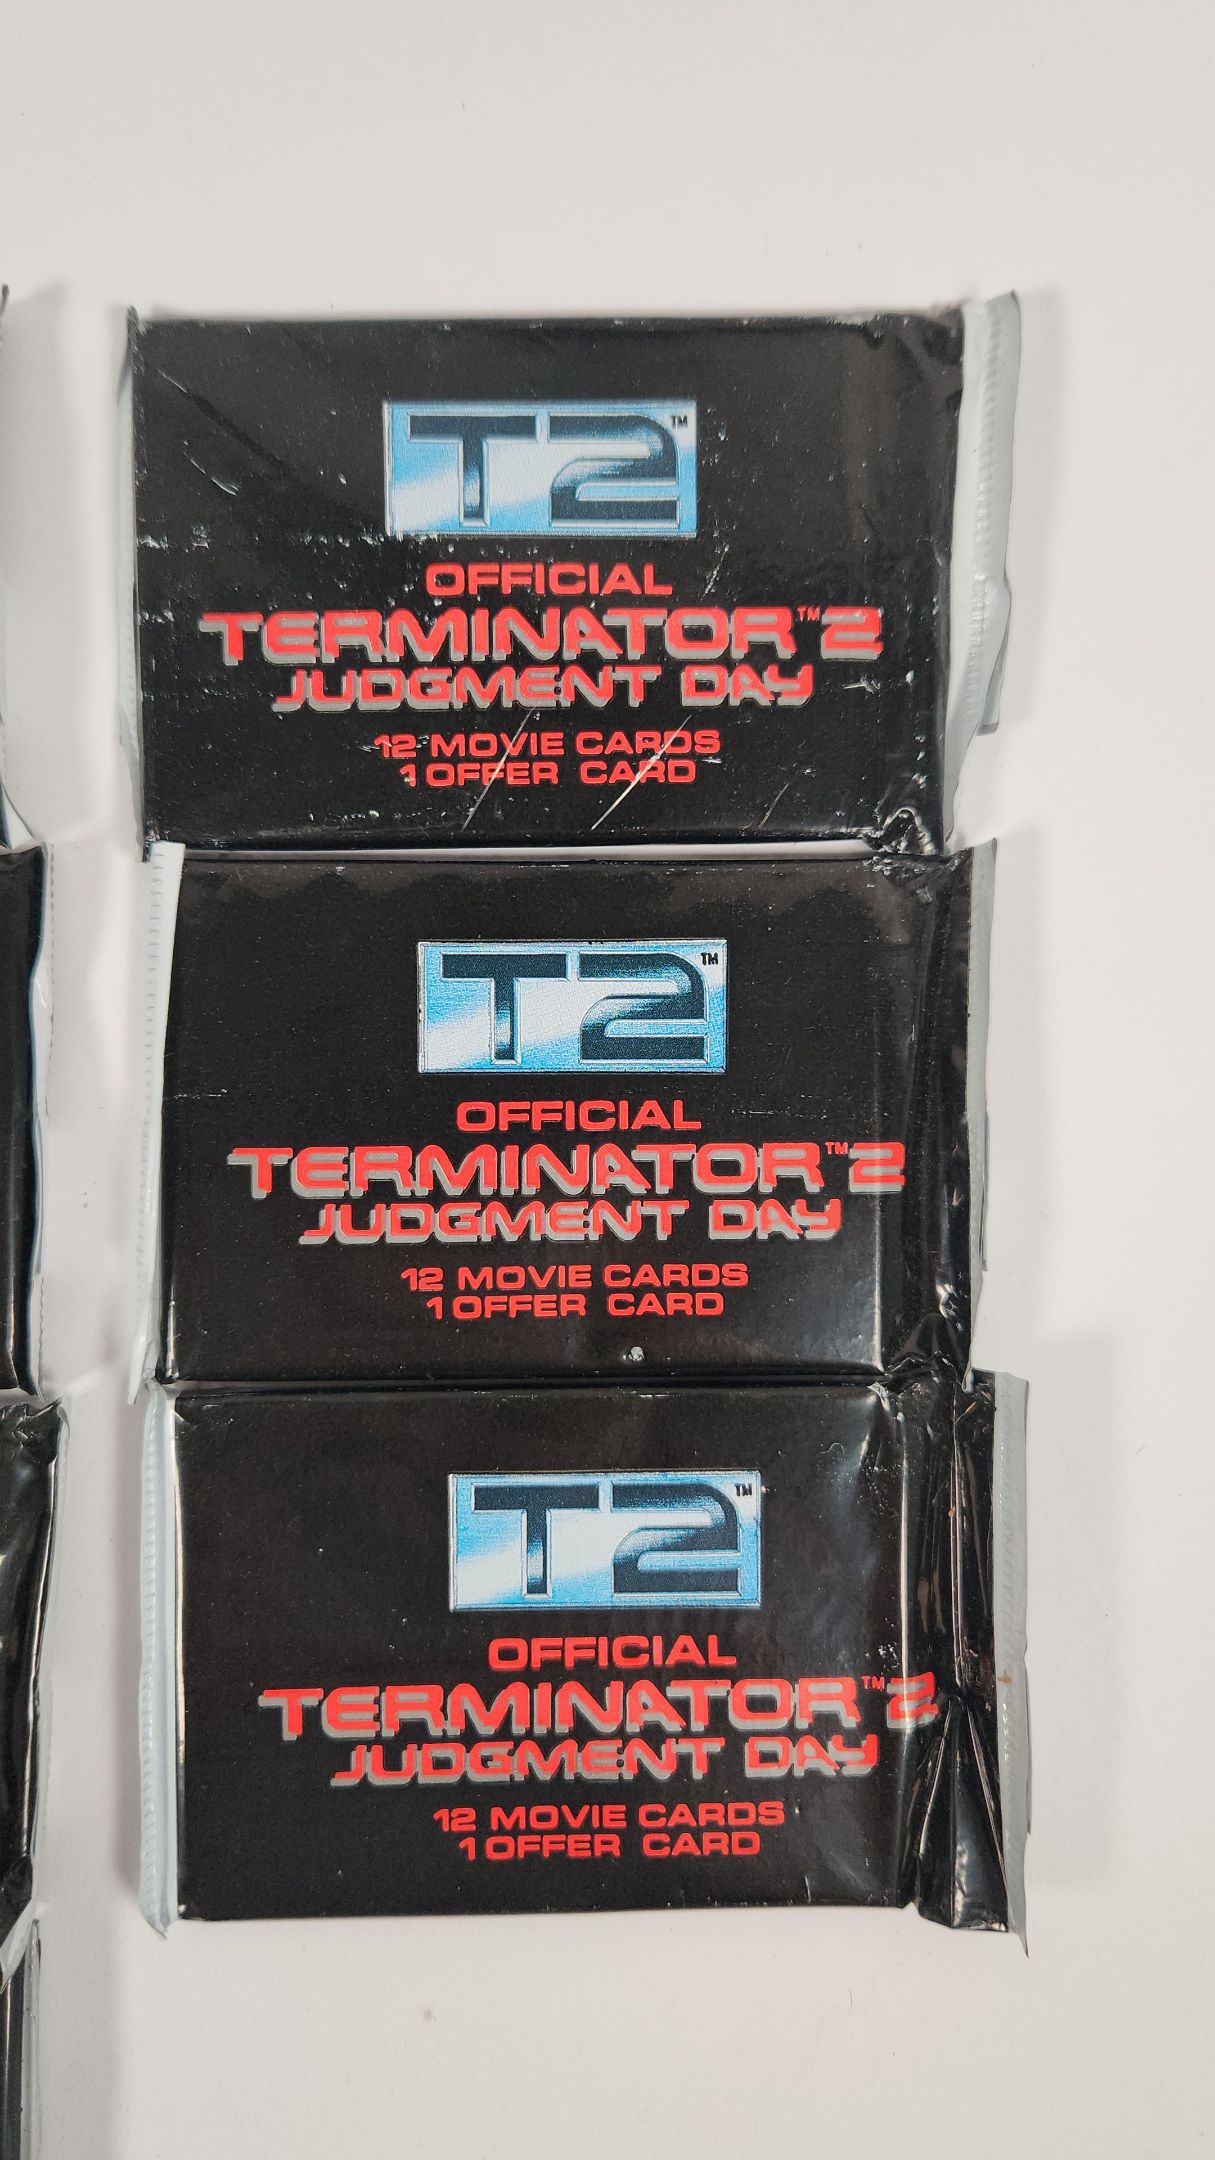 T2™
OFFICIAL
TERMINATOR™2
JUDGMENT DAY
12 MOVIE CARDS
1 OFFER CARD
T2™
OFFICIAL
TERMINATOR™2
JUDGMENT DAY
12 MOVIE CARDS
1 OFFER CARD
T2™
OFFICIAL
TERMINATOR™2
JUDGMENT DAY
12 MOVIE CARDS
1 OFFER CARD